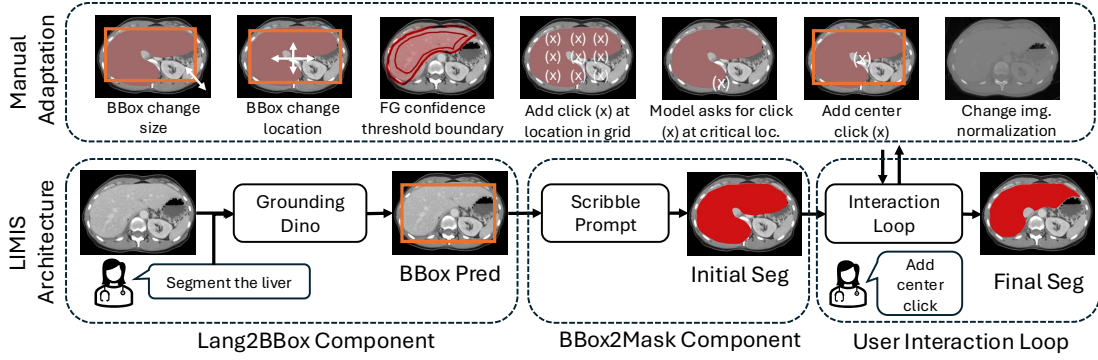 Manual
Adaptation
(x) (x) (x)
(x) (x) (x)
(x) (x) (x)
(x)
(x)
BBox change
size
BBox change
location
FG confidence
threshold boundary
Add click (x) at
location in grid
Model asks for click
(x) at critical loc.
Add center
click (x)
Change img.
normalization
LIMIS
Architecture
Grounding
Dino
Segment the liver
BBox Pred
Scribble
Prompt
Initial Seg
Interaction
Loop
Add
center
click
Final Seg
Lang2BBox Component
BBox2Mask Component
User Interaction Loop